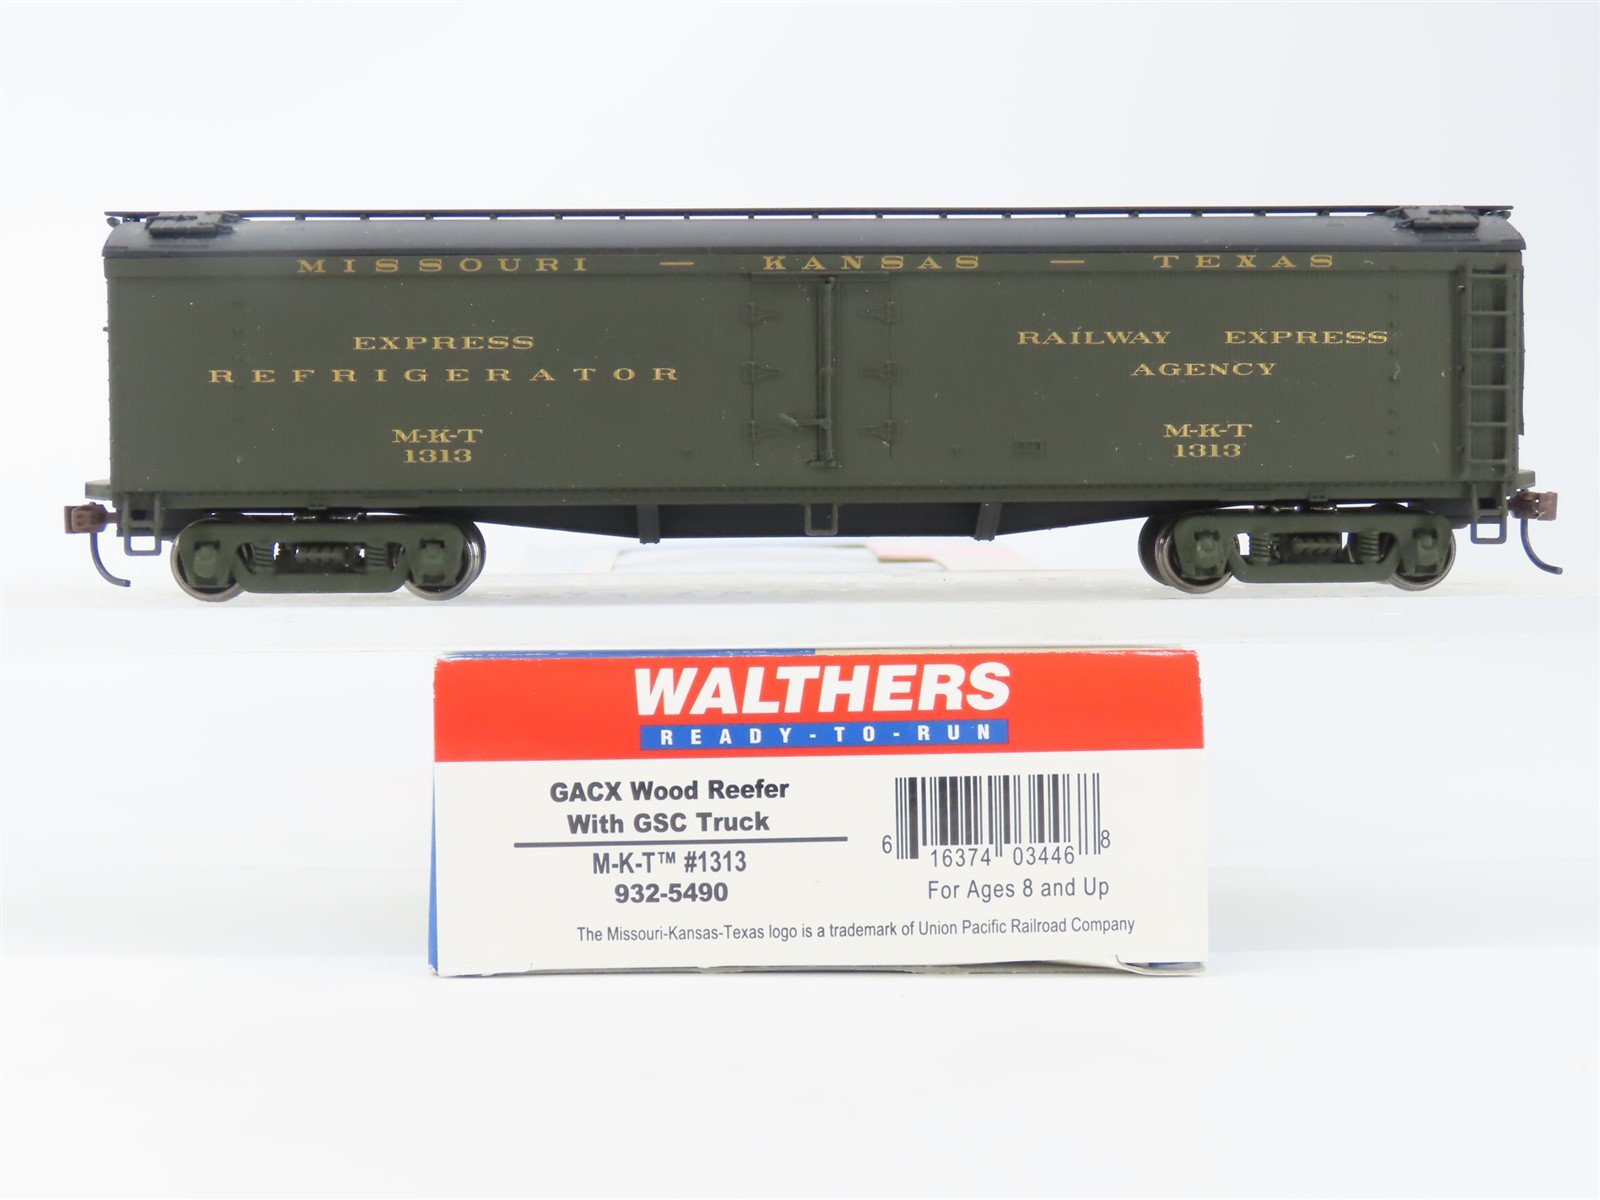 MISSOURI — KANSAS — TEXAS
EXPRESS
REFRIGERATOR
M-K-T
1313
RAILWAY EXPRESS
AGENCY
M-K-T
1313
WALTHERS
READY-TO-RUN
GACX Wood Reefer
With GSC Truck
M-K-T™ #1313
932-5490
6 16374 03446 8
For Ages 8 and Up
The Missouri-Kansas-Texas logo is a trademark of Union Pacific Railroad Company